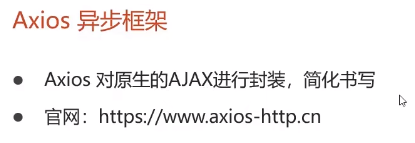 Axios 异步框架
● Axios 对原生的AJAX进行封装，简化书写
● 官网：https://www.axios-http.cn